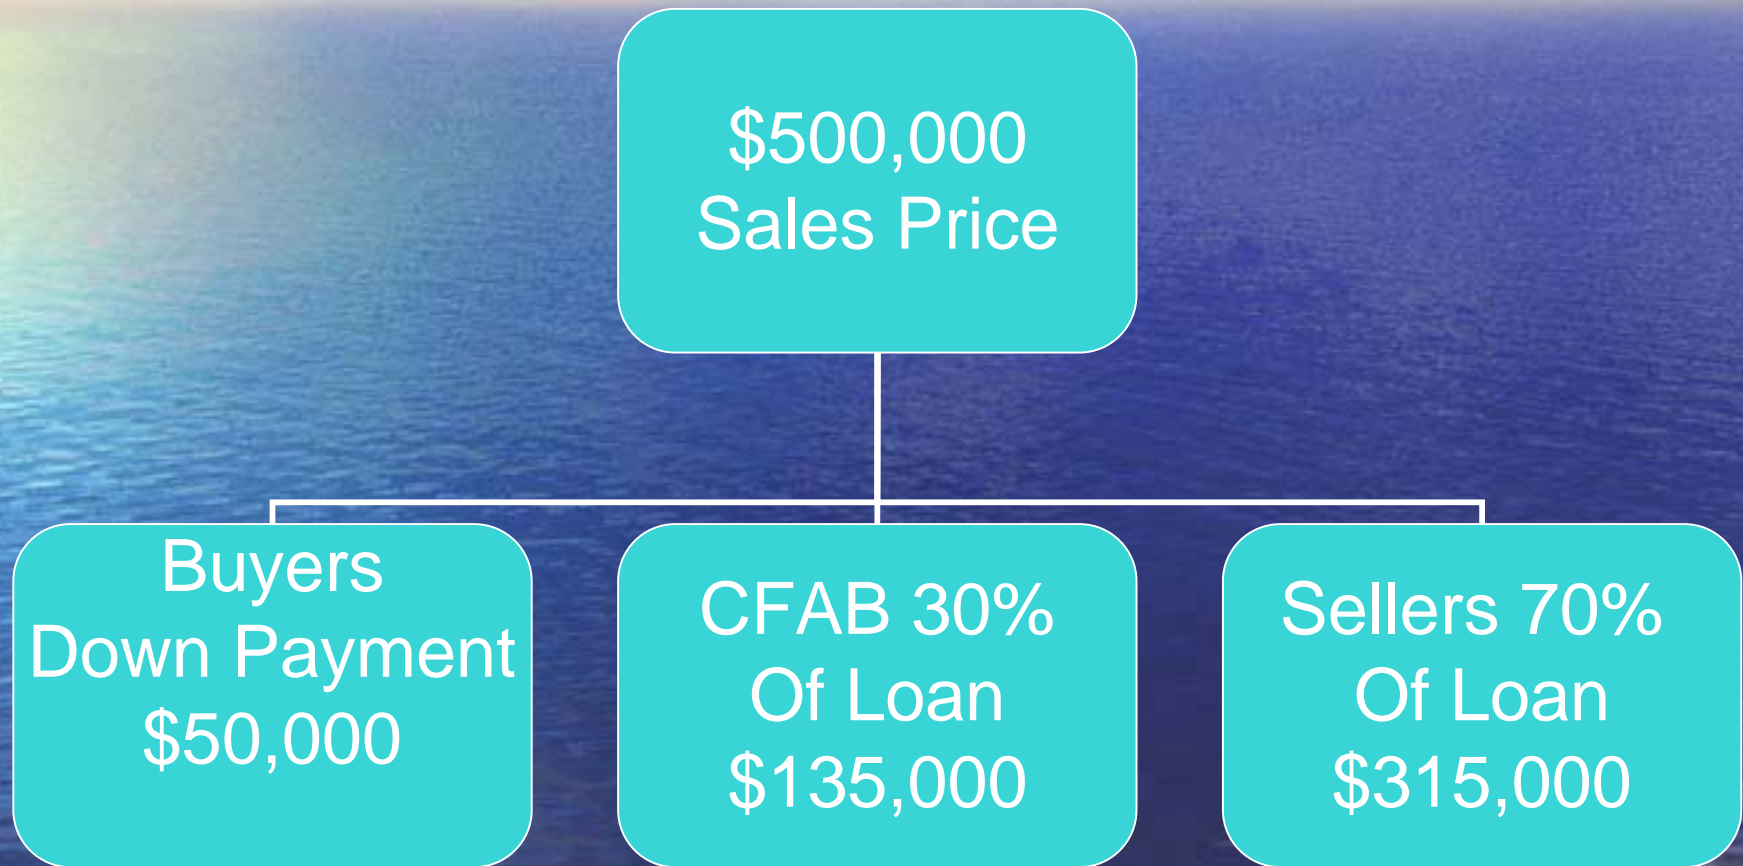 $500,000
Sales Price
Buyers
Down Payment
$50,000
CFAB 30%
Of Loan
$135,000
Sellers 70%
Of Loan
$315,000